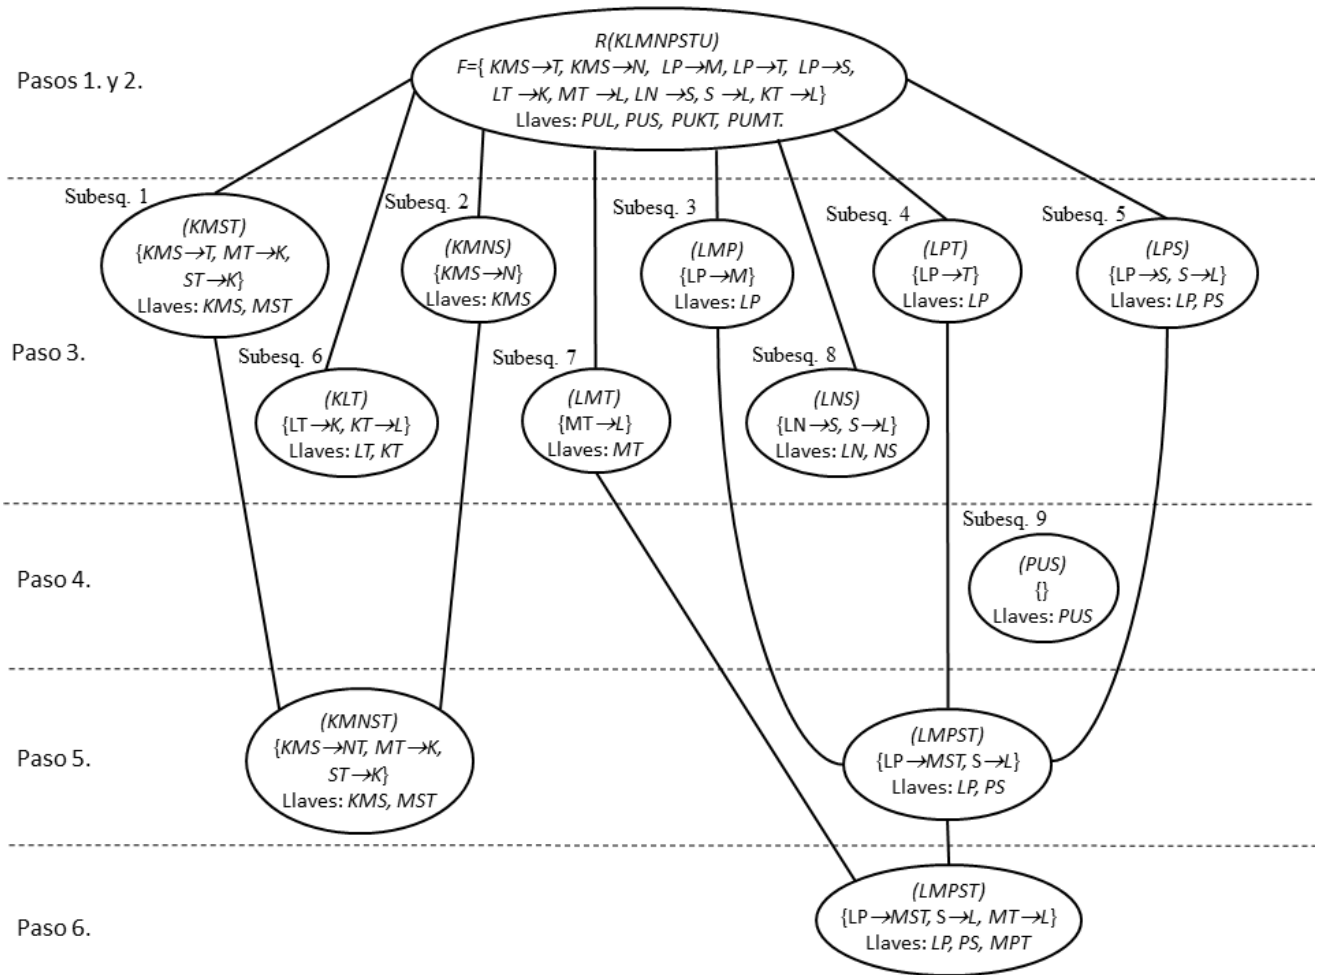 Pasos 1. y 2.
R(KLMNPSTU)
F={ KMS→T, KMS→N, LP→M, LP→T, LP→S,
LT →K, MT →L, LN →S, S →L, KT →L}
Llaves: PUL, PUS, PUKT, PUMT.
Paso 3.
Subesq. 1
(KMST)
{KMS→T, MT→K,
ST→K}
Llaves: KMS, MST
Subesq. 2
(KMNS)
{KMS→N}
Llaves: KMS
Subesq. 3
(LMP)
{LP→M}
Llaves: LP
Subesq. 4
(LPT)
{LP→T}
Llaves: LP
Subesq. 5
(LPS)
{LP→S, S→L}
Llaves: LP, PS
Subesq. 6
(KLT)
{LT→K, KT→L}
Llaves: LT, KT
Subesq. 7
(LMT)
{MT→L}
Llaves: MT
Subesq. 8
(LNS)
{LN→S, S→L}
Llaves: LN, NS
Paso 4.
Subesq. 9
(PUS)
{}
Llaves: PUS
Paso 5.
(KMNST)
{KMS→NT, MT→K,
ST→K}
Llaves: KMS, MST
(LMPST)
{LP→MST, S→L}
Llaves: LP, PS
Paso 6.
(LMPST)
{LP→MST, S→L, MT→L}
Llaves: LP, PS, MPT